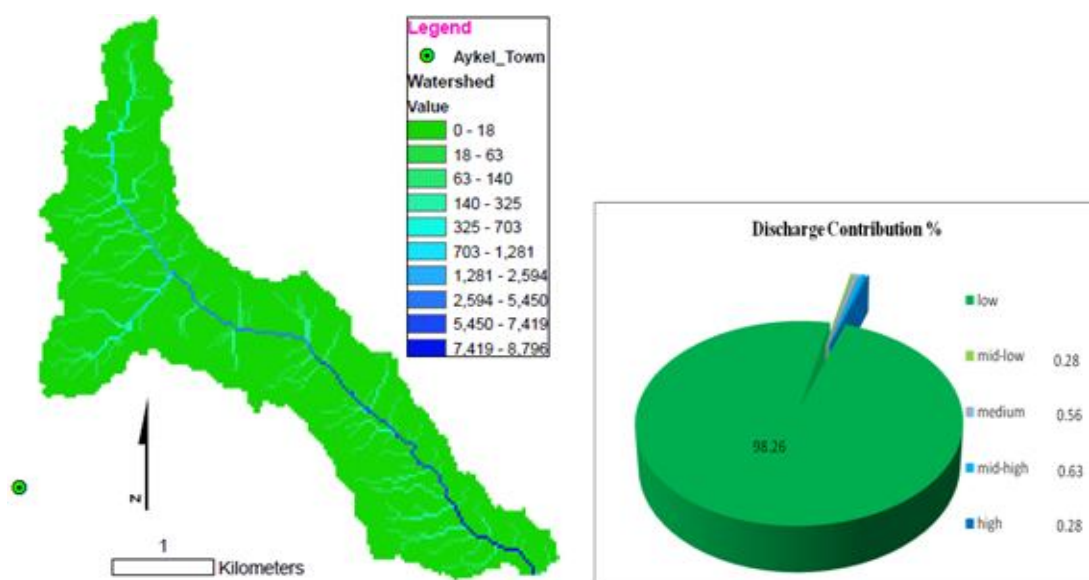 Legend
Aykel_Town
Watershed
Value
0 - 18
18 - 63
63 - 140
140 - 325
325 - 703
703 - 1,281
1,281 - 2,594
2,594 - 5,450
5,450 - 7,419
7,419 - 8,796
N
1
Kilometers
Discharge Contribution %
low
mid-low 0.28
medium 0.56
mid-high 0.63
high 0.28
98.26